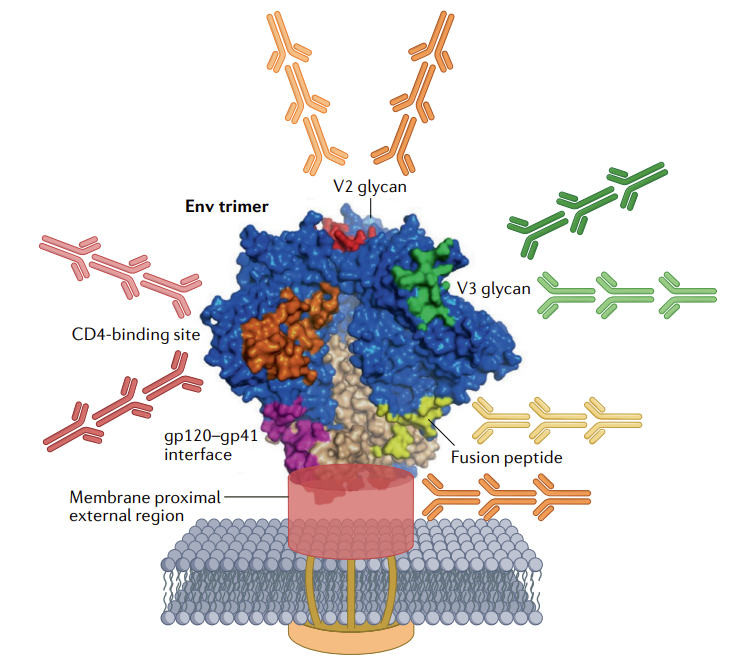 V2 glycan
Env trimer
V3 glycan
CD4-binding site
gp120–gp41
interface
Fusion peptide
Membrane proximal
external region